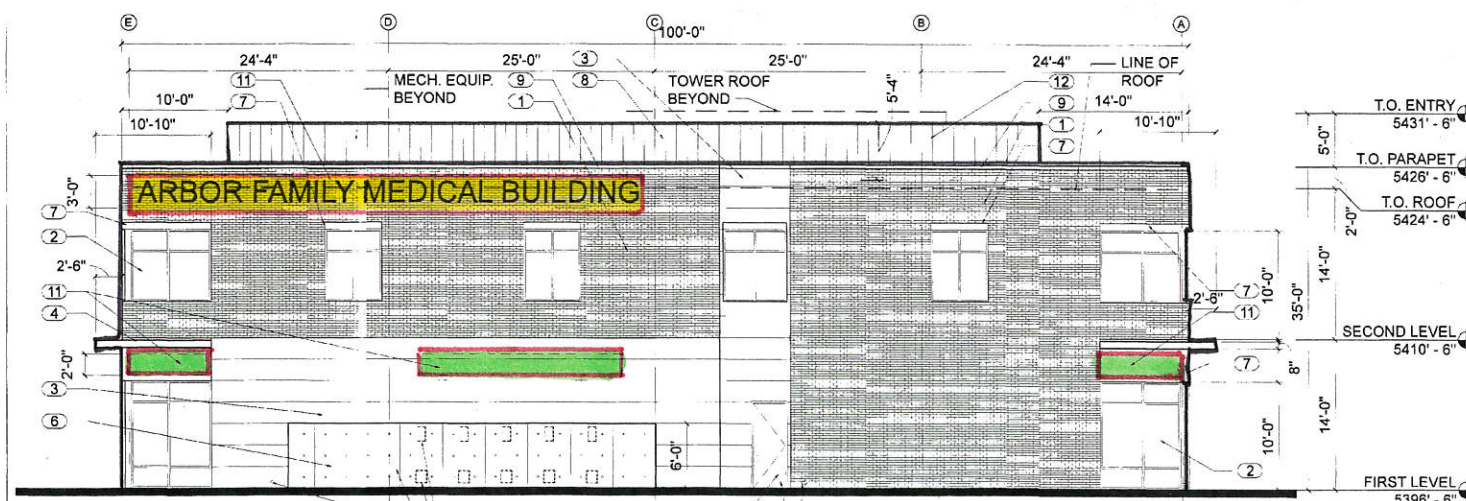 E D C B A
100'-0"
24'-4" 25'-0" 3 25'-0" 24'-4" LINE OF ROOF
11 MECH. EQUIP. BEYOND 9 8 TOWER ROOF BEYOND 5'-4" 12
7 1 9
10'-0" 14'-0" 1
10'-10" 7 10'-10"
T.O. ENTRY
5431' - 6"
5'-0"
T.O. PARAPET
5426' - 6"
3'-0" ARBOR FAMILY MEDICAL BUILDING
T.O. ROOF
5424' - 6"
2'-0"
7
2
2'-6" 10'-0" 14'-0" 35'-0"
11 7
4 2'-6" 11
SECOND LEVEL
5410' - 6"
2'-0" 7 8"
3
6
6'-0" 10'-0" 14'-0"
2
FIRST LEVEL
5396' - 6"